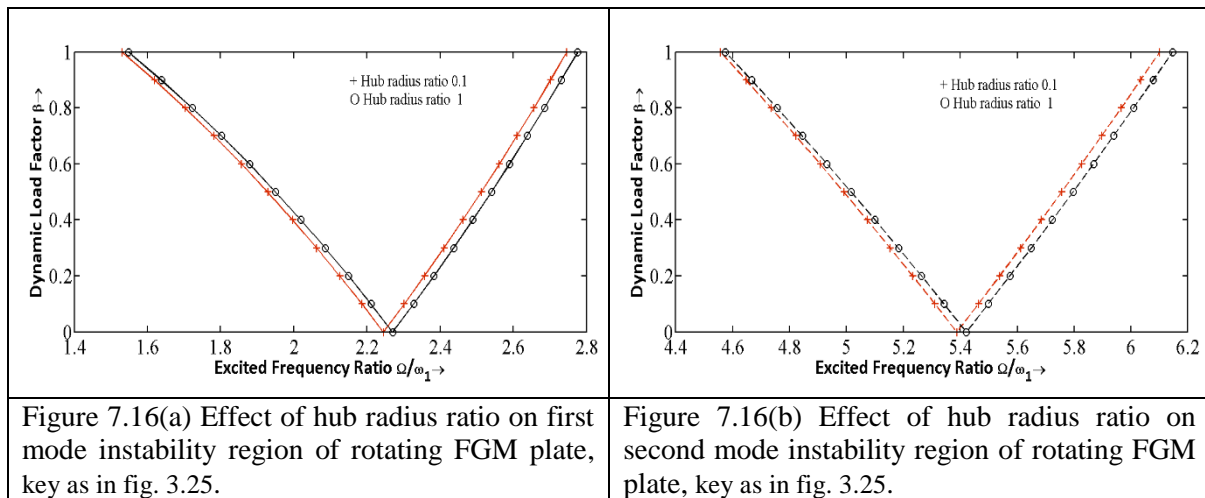 1
0.8
0.6
0.4
0.2
0
Dynamic Load Factor β→
+ Hub radius ratio 0.1
O Hub radius ratio 1
1.4 1.6 1.8 2 2.2 2.4 2.6 2.8
Excited Frequency Ratio Ω/ω₁→
1
0.8
0.6
0.4
0.2
0
Dynamic Load Factor β→
+ Hub radius ratio 0.1
O Hub radius ratio 1
4.4 4.6 4.8 5 5.2 5.4 5.6 5.8 6 6.2
Excited Frequency Ratio Ω/ω₁→
Figure 7.16(a) Effect of hub radius ratio on first
mode instability region of rotating FGM plate,
key as in fig. 3.25.
Figure 7.16(b) Effect of hub radius ratio on
second mode instability region of rotating FGM
plate, key as in fig. 3.25.